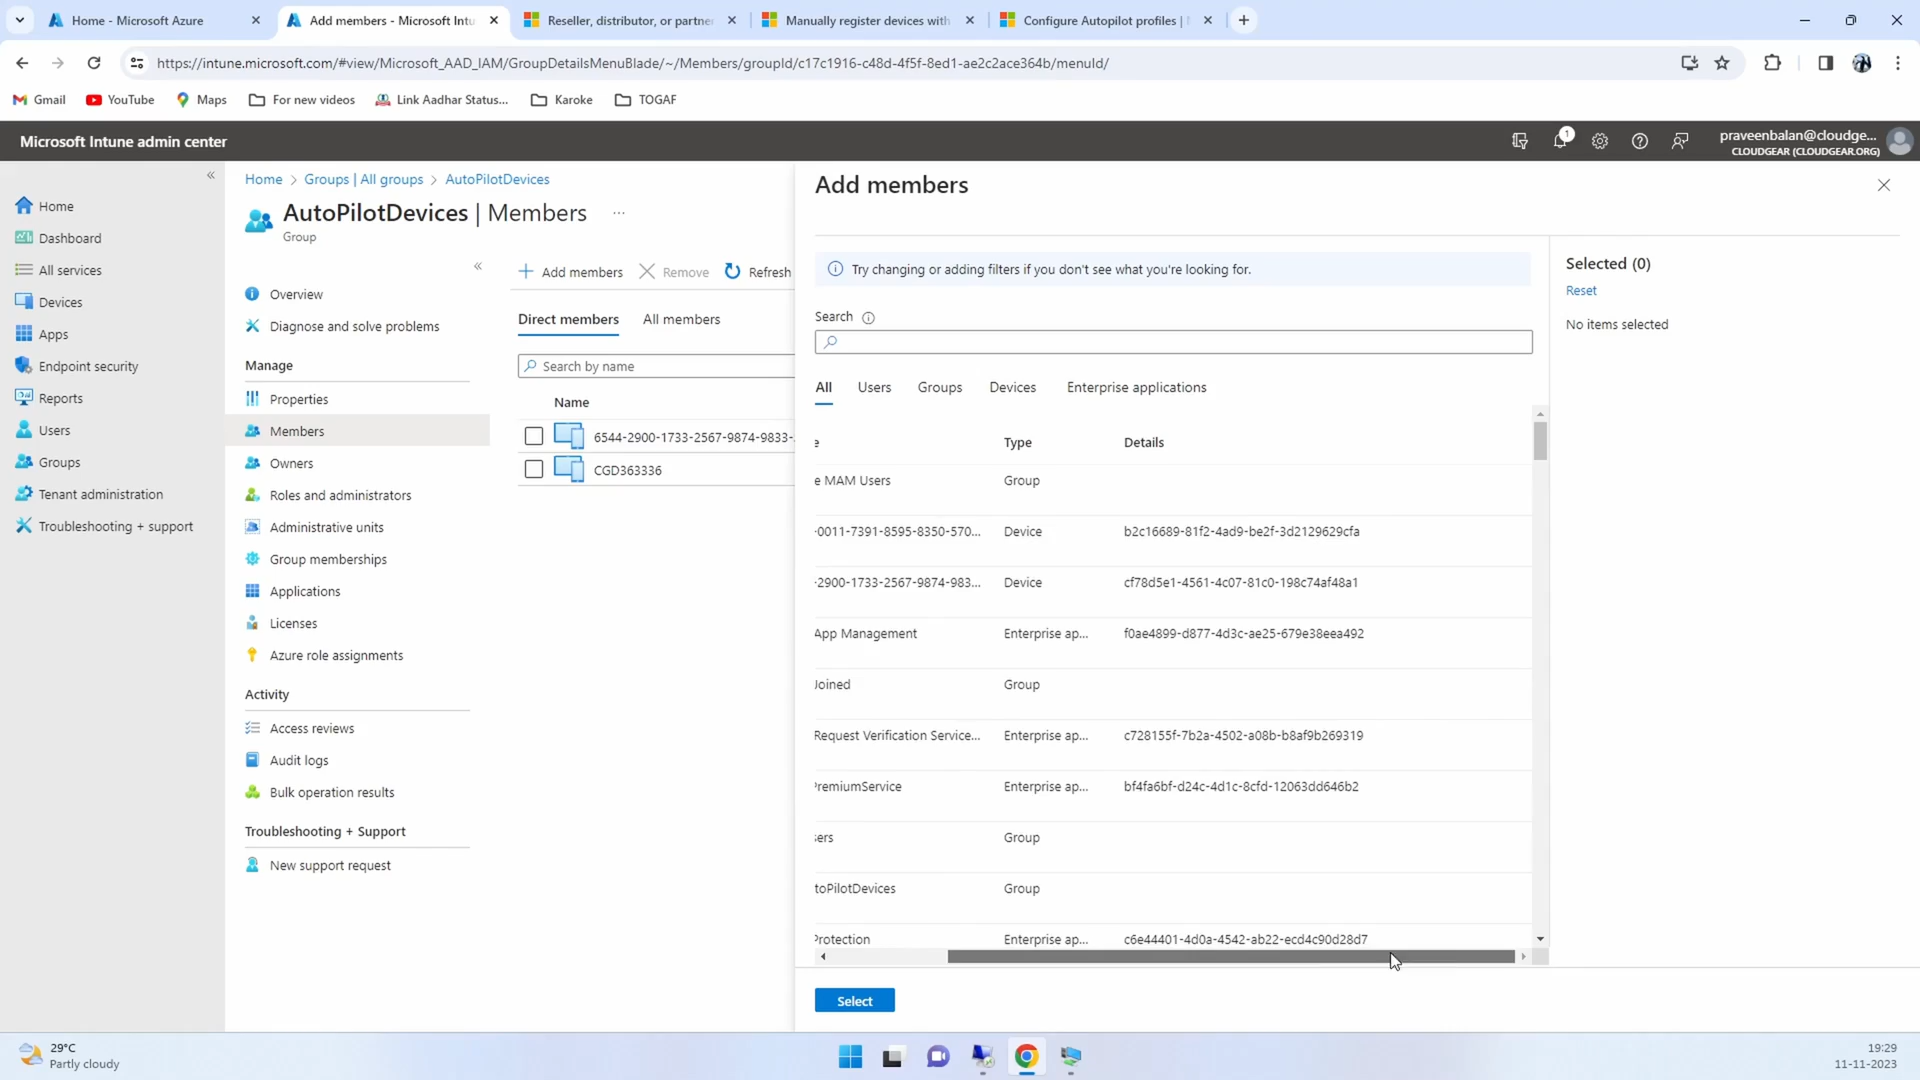 Home - Microsoft Azure
Add members - Microsoft Intu
Reseller, distributor, or partne
Manually register devices with
Configure Autopilot profiles |
https://intune.microsoft.com/#view/Microsoft_AAD_IAM/GroupDetailsMenuBlade/~/Members/groupId/c17c1916-c48d-4f5f-8ed1-ae2c2ace364b/menuId/
Gmail
YouTube
Maps
For new videos
Link Aadhar Status...
Karoke
TOGAF
Microsoft Intune admin center
1
praveenbalan@cloudge...
CLOUDGEAR (CLOUDGEAR.ORG)
Home
Dashboard
All services
Devices
Apps
Endpoint security
Reports
Users
Groups
Tenant administration
Troubleshooting + support
Home > Groups | All groups > AutoPilotDevices
AutoPilotDevices | Members ...
Group
Overview
Diagnose and solve problems
Manage
Properties
Members
Owners
Roles and administrators
Administrative units
Group memberships
Applications
Licenses
Azure role assignments
Activity
Access reviews
Audit logs
Bulk operation results
Troubleshooting + Support
New support request
Add members
Remove
Refresh
Direct members
All members
Search by name
Name
6544-2900-1733-2567-9874-9833-
CGD363336
Add members
Try changing or adding filters if you don't see what you're looking for.
Search
All
Users
Groups
Devices
Enterprise applications
e Type Details
e MAM Users Group
-0011-7391-8595-8350-570... Device b2c16689-81f2-4ad9-be2f-3d2129629cfa
-2900-1733-2567-9874-983... Device cf78d5e1-4561-4c07-81c0-198c74af48a1
App Management Enterprise ap... f0ae4899-d877-4d3c-ae25-679e38eea492
Joined Group
Request Verification Service... Enterprise ap... c728155f-7b2a-4502-a08b-b8af9b269319
PremiumService Enterprise ap... bf4fa6bf-d24c-4d1c-8cfd-12063dd646b2
sers Group
toPilotDevices Group
Protection Enterprise ap... c6e44401-4d0a-4542-ab22-ecd4c90d28d7
Select
Selected (0)
Reset
No items selected
29°C
Partly cloudy
19:29
11-11-2023